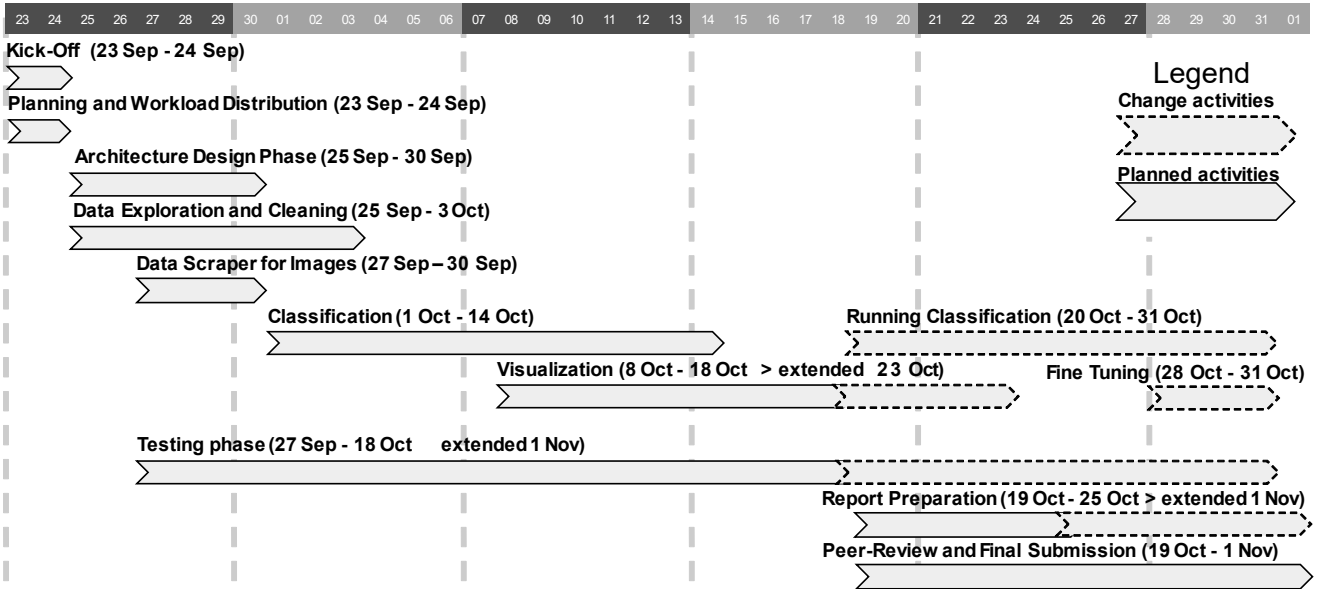 23 24 25 26 27 28 29 30 01 02 03 04 05 06 07 08 09 10 11 12 13 14 15 16 17 18 19 20 21 22 23 24 25 26 27 28 29 30 31 01
Kick-Off (23 Sep - 24 Sep)
Legend
Planning and Workload Distribution (23 Sep - 24 Sep)
Change activities
Architecture Design Phase (25 Sep - 30 Sep)
Planned activities
Data Exploration and Cleaning (25 Sep - 3 Oct)
Data Scraper for Images (27 Sep – 30 Sep)
Classification (1 Oct - 14 Oct)
Running Classification (20 Oct - 31 Oct)
Visualization (8 Oct - 18 Oct > extended 23 Oct)
Fine Tuning (28 Oct - 31 Oct)
Testing phase (27 Sep - 18 Oct extended 1 Nov)
Report Preparation (19 Oct - 25 Oct > extended 1 Nov)
Peer-Review and Final Submission (19 Oct - 1 Nov)